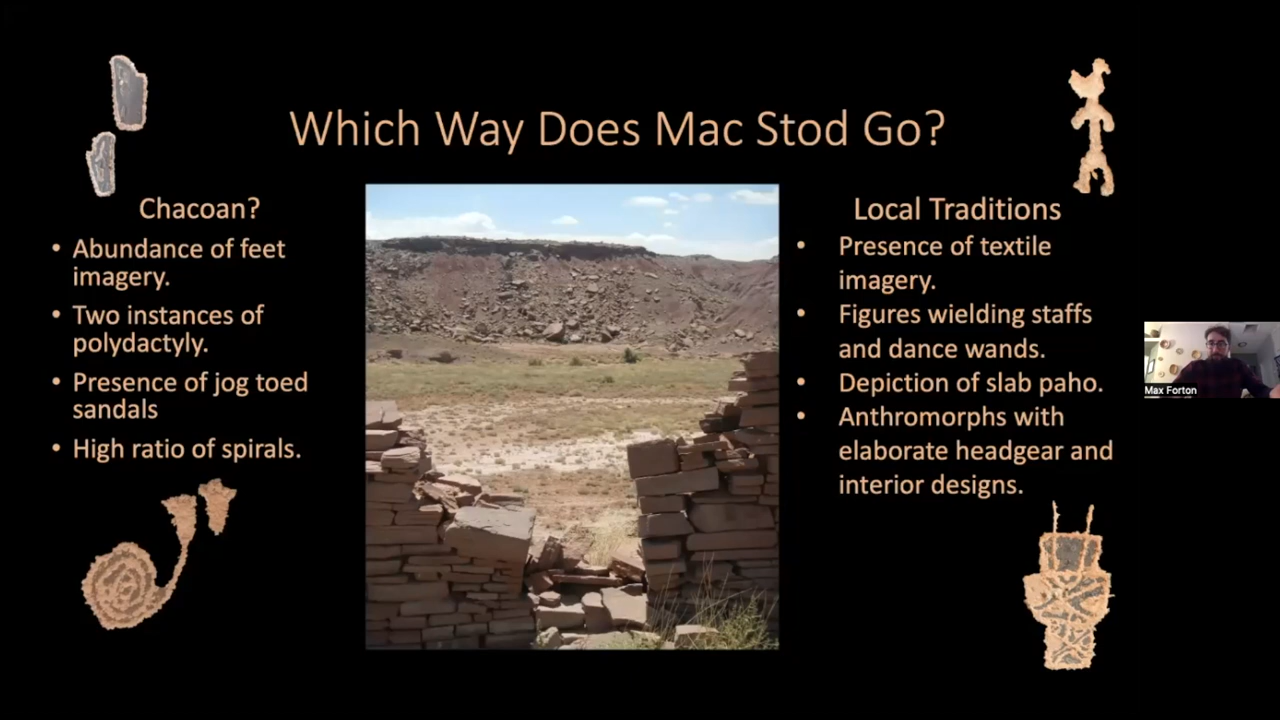 Which Way Does Mac Stod Go?
Chacoan?
• Abundance of feet
imagery.
• Two instances of
polydactyly.
• Presence of jog toed
sandals
• High ratio of spirals.
Local Traditions
• Presence of textile
imagery.
• Figures wielding staffs
and dance wands.
• Depiction of slab paho.
• Anthromorphs with
elaborate headgear and
interior designs.
Max Forton